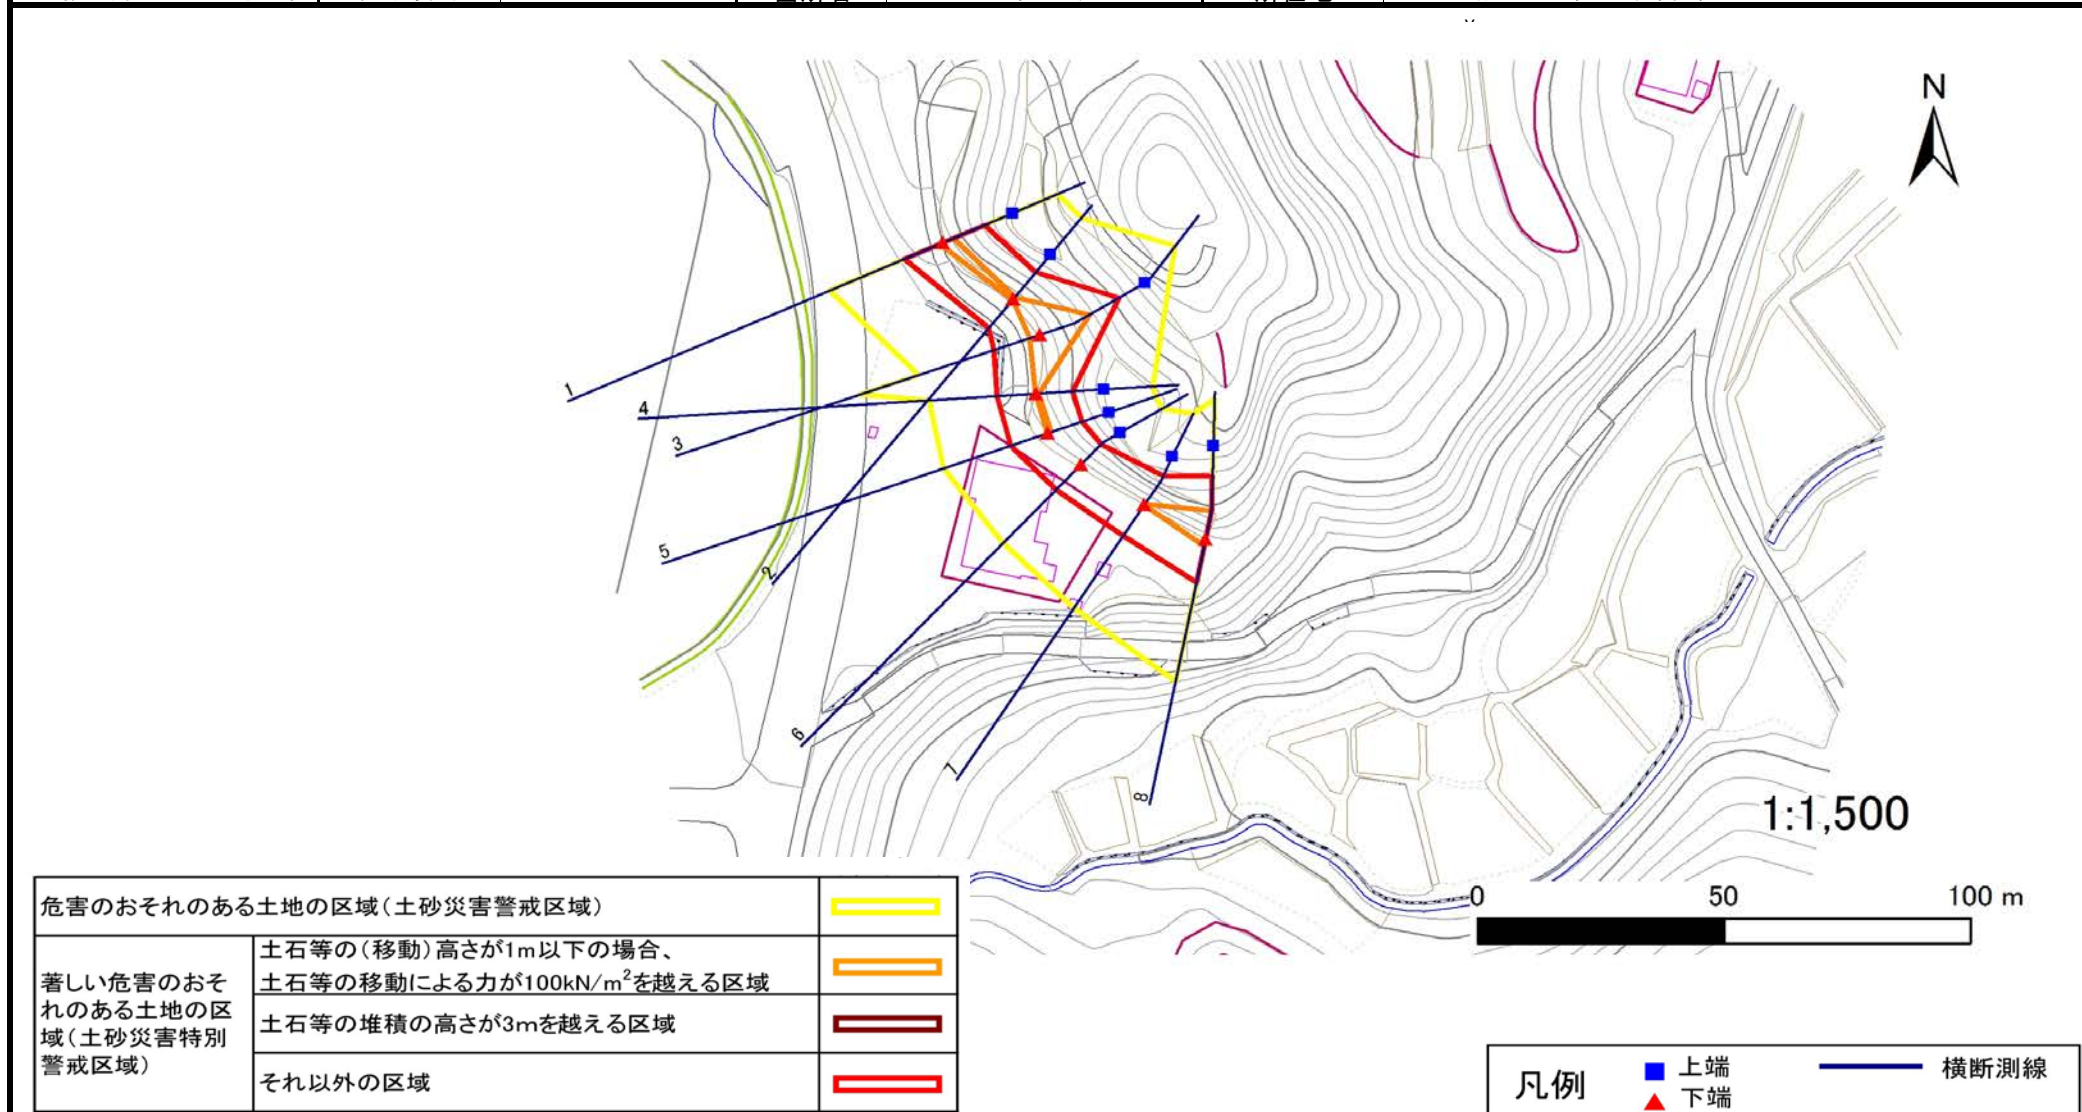 N
1
4
3
5
2
6
7
8
1:1,500
0 50 100 m
危害のおそれのある土地の区域(土砂災害警戒区域)
著しい危害のおそれのある土地の区域(土砂災害特別警戒区域)
土石等の(移動)高さが1m以下の場合、
土石等の移動による力が100kN/m²を越える区域
土石等の堆積の高さが3mを越える区域
それ以外の区域
凡例
上端
下端
横断測線